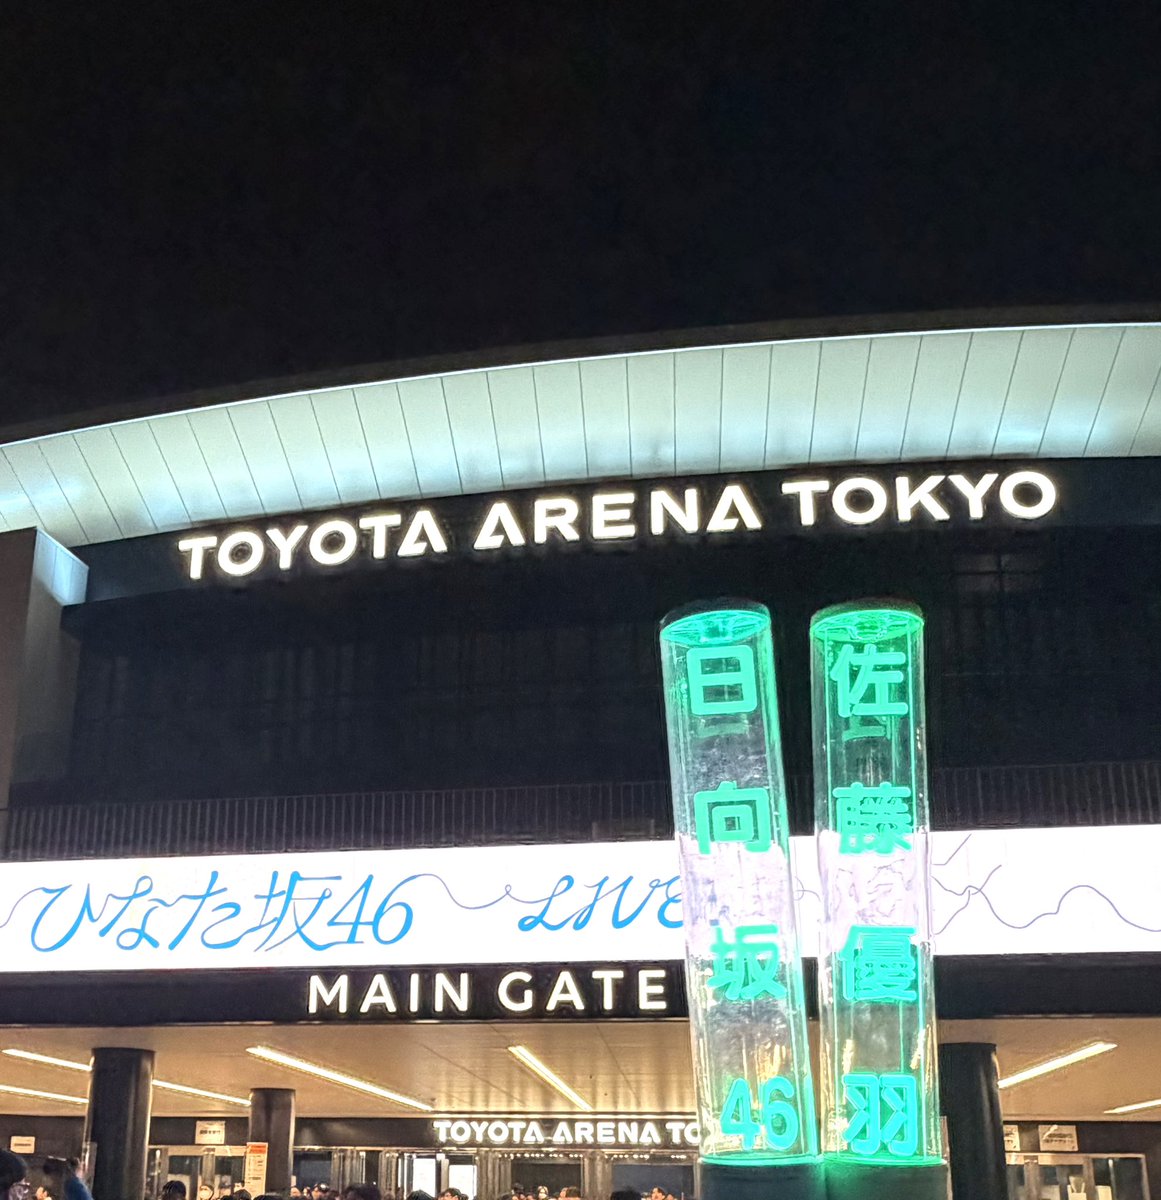 TOYOTA ARENA TOKYO
日向坂46
佐藤優羽
ひなた坂46 LIVE
MAIN GATE
TOYOTA ARENA TO